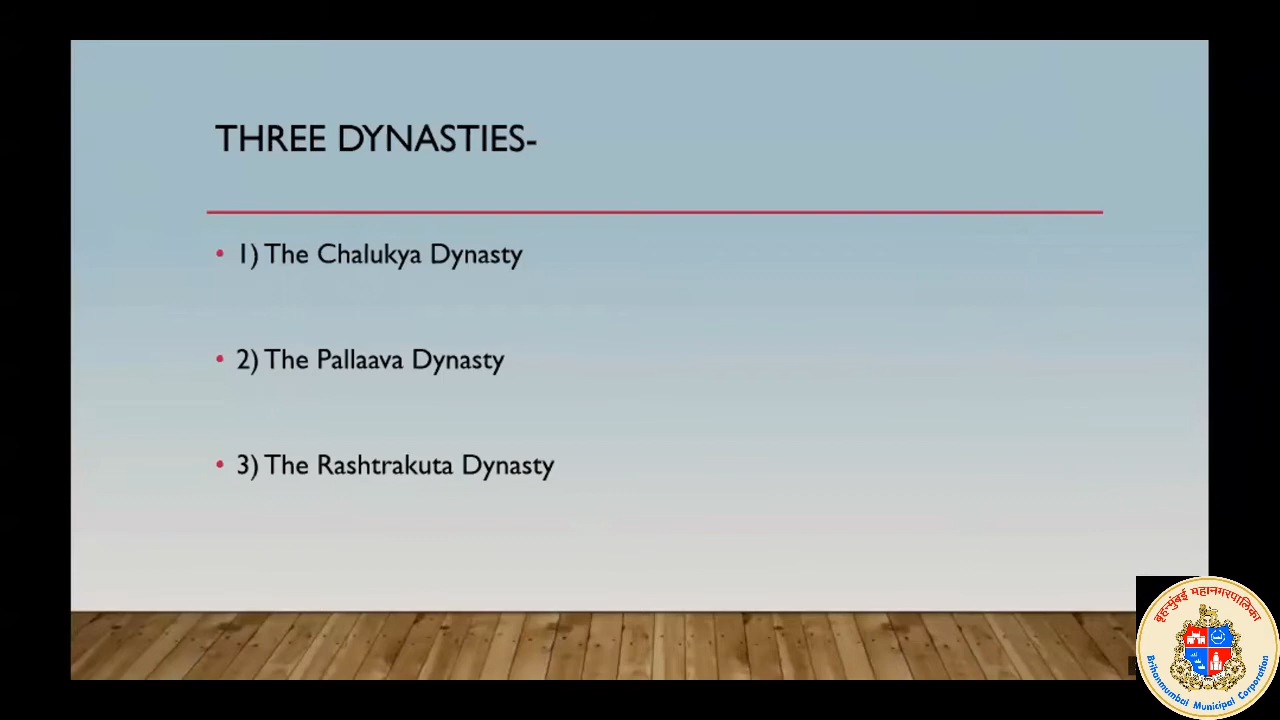 THREE DYNASTIES-
• 1) The Chalukya Dynasty
• 2) The Pallaava Dynasty
• 3) The Rashtrakuta Dynasty
बृहन्मुंबई महानगरपालिका
Brihanmumbai Municipal Corporation